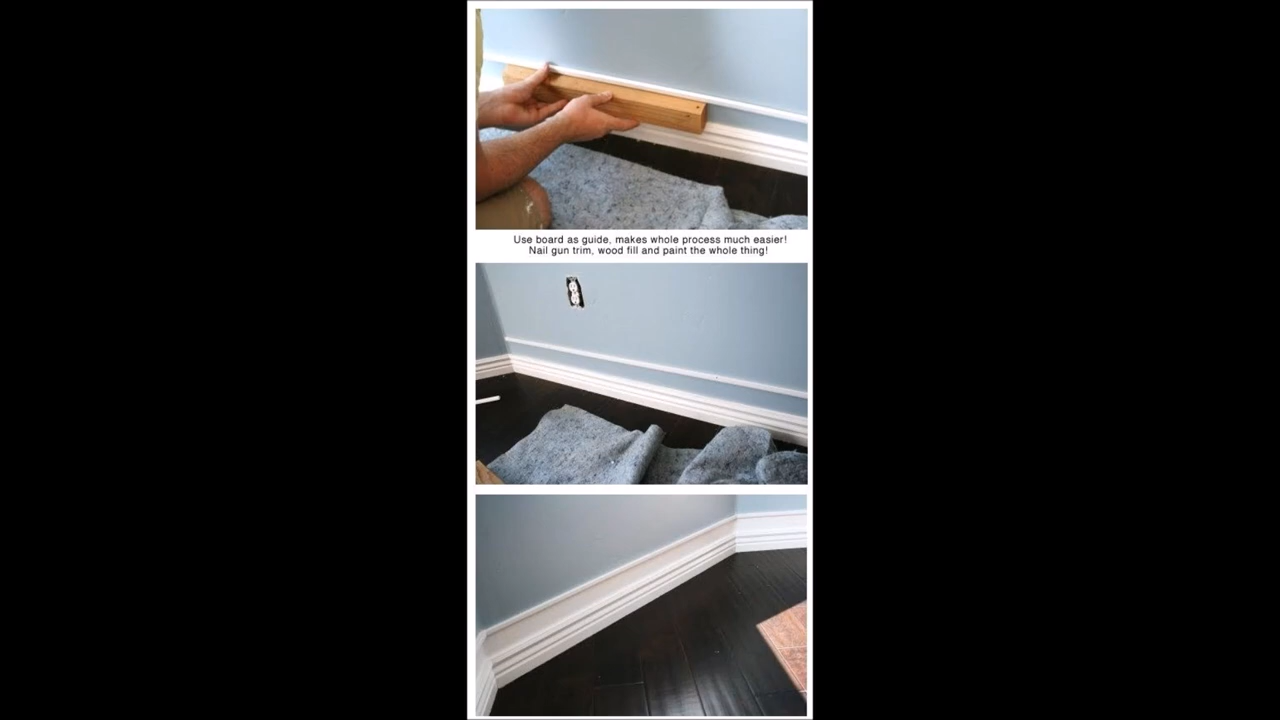 Use board as guide, makes whole process much easier!
Nail gun trim, wood fill and paint the whole thing!